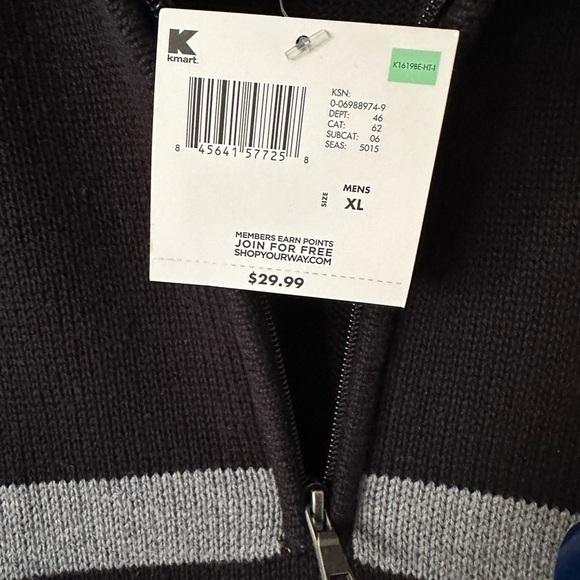 K
kmart.
K1619BE-HT-I
KSN:
0-06988974-9
DEPT: 46
CAT: 62
SUBCAT: 06
SEAS: 5015
8 45641 57725 8
MENS
SIZE XL
MEMBERS EARN POINTS
JOIN FOR FREE
SHOPYOURWAY.COM
$29.99